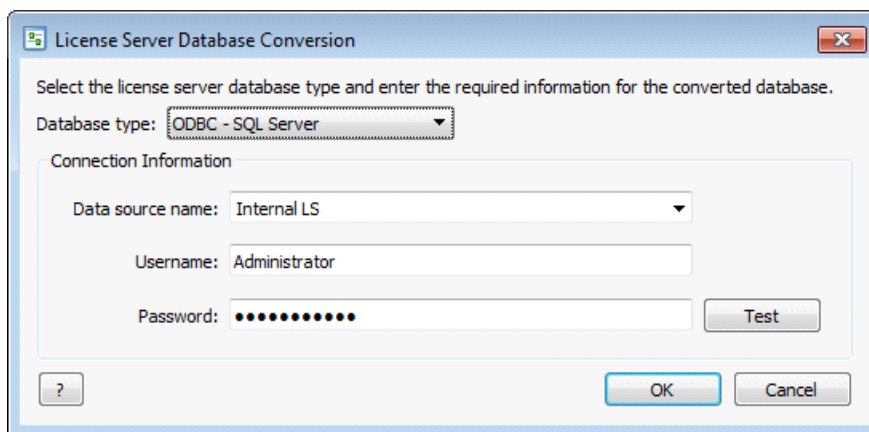 License Server Database Conversion
Select the license server database type and enter the required information for the converted database.
Database type: ODBC - SQL Server
Connection Information
Data source name: Internal LS
Username: Administrator
Password: ●●●●●●●●●●● Test
? OK Cancel